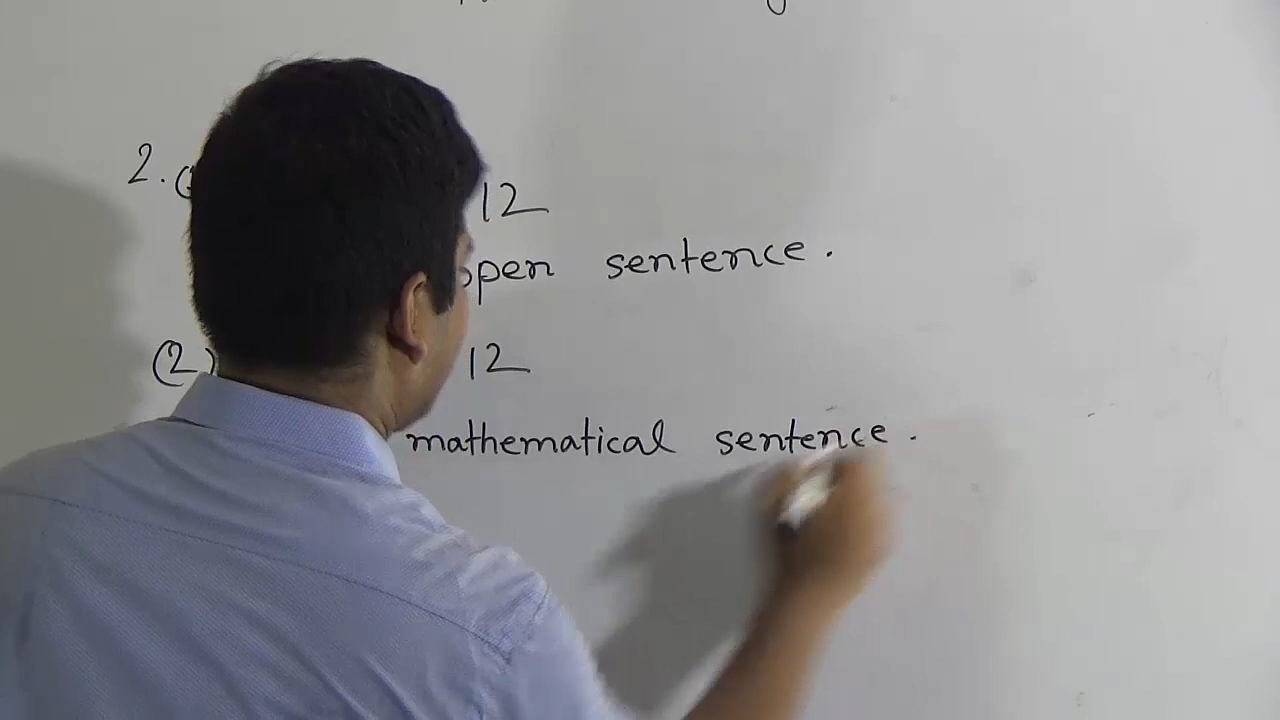 2. (
12
open sentence.
(2)
12
mathematical sentence.